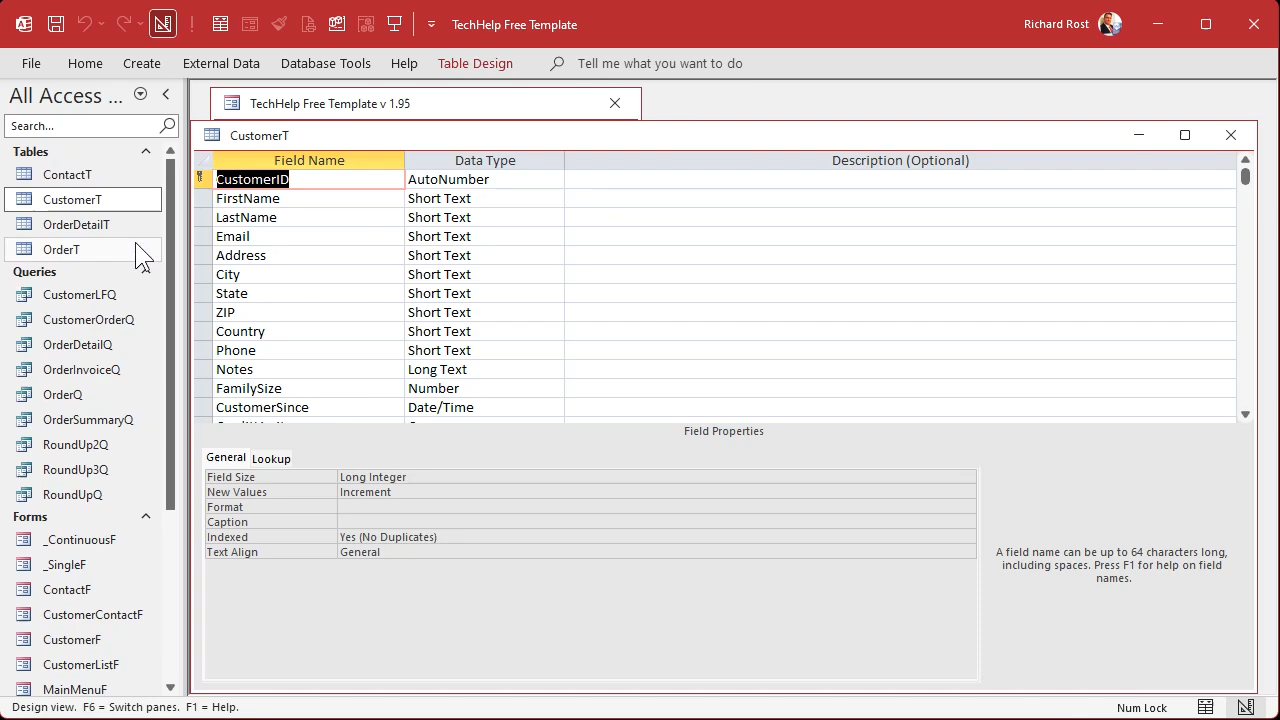 TechHelp Free Template
Richard Rost
File Home Create External Data Database Tools Help Table Design Tell me what you want to do
All Access ...
Search...
Tables
ContactT
CustomerT
OrderDetailT
OrderT
Queries
CustomerLFQ
CustomerOrderQ
OrderDetailQ
OrderInvoiceQ
OrderQ
OrderSummaryQ
RoundUp2Q
RoundUp3Q
RoundUpQ
Forms
_ContinuousF
_SingleF
ContactF
CustomerContactF
CustomerF
CustomerListF
MainMenuF
TechHelp Free Template v 1.95
CustomerT
Field Name Data Type Description (Optional)
CustomerID AutoNumber
FirstName Short Text
LastName Short Text
Email Short Text
Address Short Text
City Short Text
State Short Text
ZIP Short Text
Country Short Text
Phone Short Text
Notes Long Text
FamilySize Number
CustomerSince Date/Time
Field Properties
General Lookup
Field Size Long Integer
New Values Increment
Format
Caption
Indexed Yes (No Duplicates)
Text Align General
A field name can be up to 64 characters long,
including spaces. Press F1 for help on field
names.
Design view. F6 = Switch panes. F1 = Help.
Num Lock